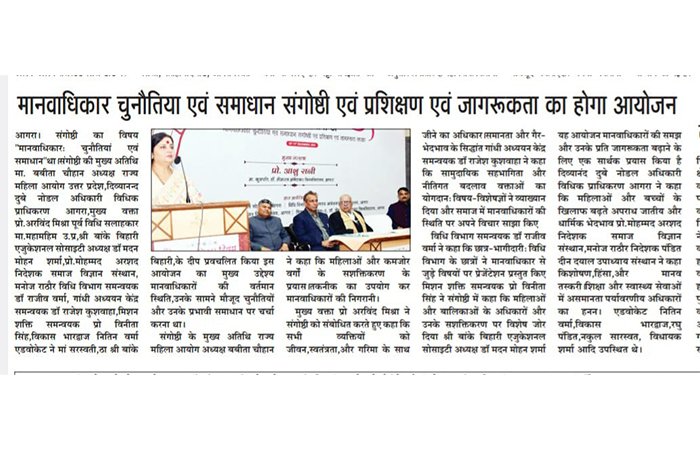 मानवाधिकार चुनौतिया एवं समाधान संगोष्ठी एवं प्रशिक्षण एवं जागरूकता का होगा आयोजन
आगरा। संगोष्ठी का विषय
"मानवाधिकार: चुनौतियां एवं
समाधान"था।संगोष्ठी की मुख्य अतिथि
मा. बबीता चौहान अध्यक्ष राज्य
महिला आयोग उत्तर प्रदेश,दिव्यानन्द
दुबे नोडल अधिकारी विधिक
प्राधिकरण आगरा,मुख्य वक्ता
प्रो.अरविंद मिश्रा पूर्व विधि सलाहकार
मा.महामहिम उ.प्र,श्री बांके बिहारी
एजुकेशनल सोसाइटी अध्यक्ष डॉ मदन
मोहन शर्मा,प्रो.मोहम्मद अरशद
निदेशक समाज विज्ञान संस्थान,
मनोज राठौर विधि विभाग समन्वयक
डॉ राजीव वर्मा, गांधी अध्ययन केंद्र
समन्वयक डॉ राजेश कुशवाहा,मिशन
शक्ति समन्वयक प्रो विनीता
सिंह,विकास भारद्वाज नितिन वर्मा
एडवोकेट ने मां सरस्वती,ठा श्री बांके
मुख्य वक्ता
प्रो. आशु रानी
बिहारी,के दीप प्रवचलित किया इस
आयोजन का मुख्य उद्देश्य
मानवाधिकारों की वर्तमान
स्थिति,उनके सामने मौजूद चुनौतियों
और उनके प्रभावी समाधान पर चर्चा
करना था।
संगोष्ठी के मुख्य अतिथि राज्य
महिला आयोग अध्यक्ष बबीता चौहान
ने कहा कि महिलाओं और कमजोर
वर्गों के सशक्तिकरण के
प्रयास।तकनीक का उपयोग कर
मानवाधिकारों की निगरानी।
मुख्य वक्ता प्रो अरविंद मिश्रा ने
संगोष्ठी को संबोधित करते हुए कहा कि
सभी व्यक्तियों को
जीवन,स्वतंत्रता,और गरिमा के साथ
जीने का अधिकार।समानता और गैर-
भेदभाव के सिद्धांत गांधी अध्ययन केंद्र
समन्वयक डॉ राजेश कुशवाहा ने कहा
कि सामुदायिक सहभागिता और
नीतिगत बदलाव वक्ताओं का
योगदान: विषय-विशेषज्ञों ने व्याख्यान
दिया और समाज में मानवाधिकारों की
स्थिति पर अपने विचार साझा किए
विधि विभाग समन्वयक डॉ राजीव
वर्मा ने कहा कि छात्र-भागीदारी: विधि
विभाग के छात्रों ने मानवाधिकार से
जुड़े विषयों पर प्रेजेंटेशन प्रस्तुत किए
मिशन शक्ति समन्वयक प्रो विनीता
सिंह ने संगोष्ठी में कहा कि महिलाओं
और बालिकाओं के अधिकारों और
उनके सशक्तिकरण पर विशेष जोर
दिया श्री बांके बिहारी एजुकेशनल
सोसाइटी अध्यक्ष डॉ मदन मोहन शर्मा
यह आयोजन मानवाधिकारों की समझ
और उनके प्रति जागरूकता बढ़ाने के
लिए एक सार्थक प्रयास किया है
दिव्यानंद दुबे नोडल अधिकारी
विधिक प्राधिकरण आगरा ने कहा
कि महिलाओं और बच्चों के
खिलाफ बढ़ते अपराध जातीय और
धार्मिक भेदभाव प्रो.मोहम्मद अरशद
निदेशक समाज विज्ञान
संस्थान,मनोज राठौर निदेशक पंडित
दीन दयाल उपाध्याय संस्थान ने कहा
किशोषण,हिंसा,और मानव
तस्करी।शिक्षा और स्वास्थ्य सेवाओं
में असमानता पर्यावरणीय अधिकारों
का हनन। एडवोकेट नितिन
वर्मा,विकास भारद्वाज,रघु
पंडित,नकुल सारस्वत, विधायक
शर्मा आदि उपस्थित थे।